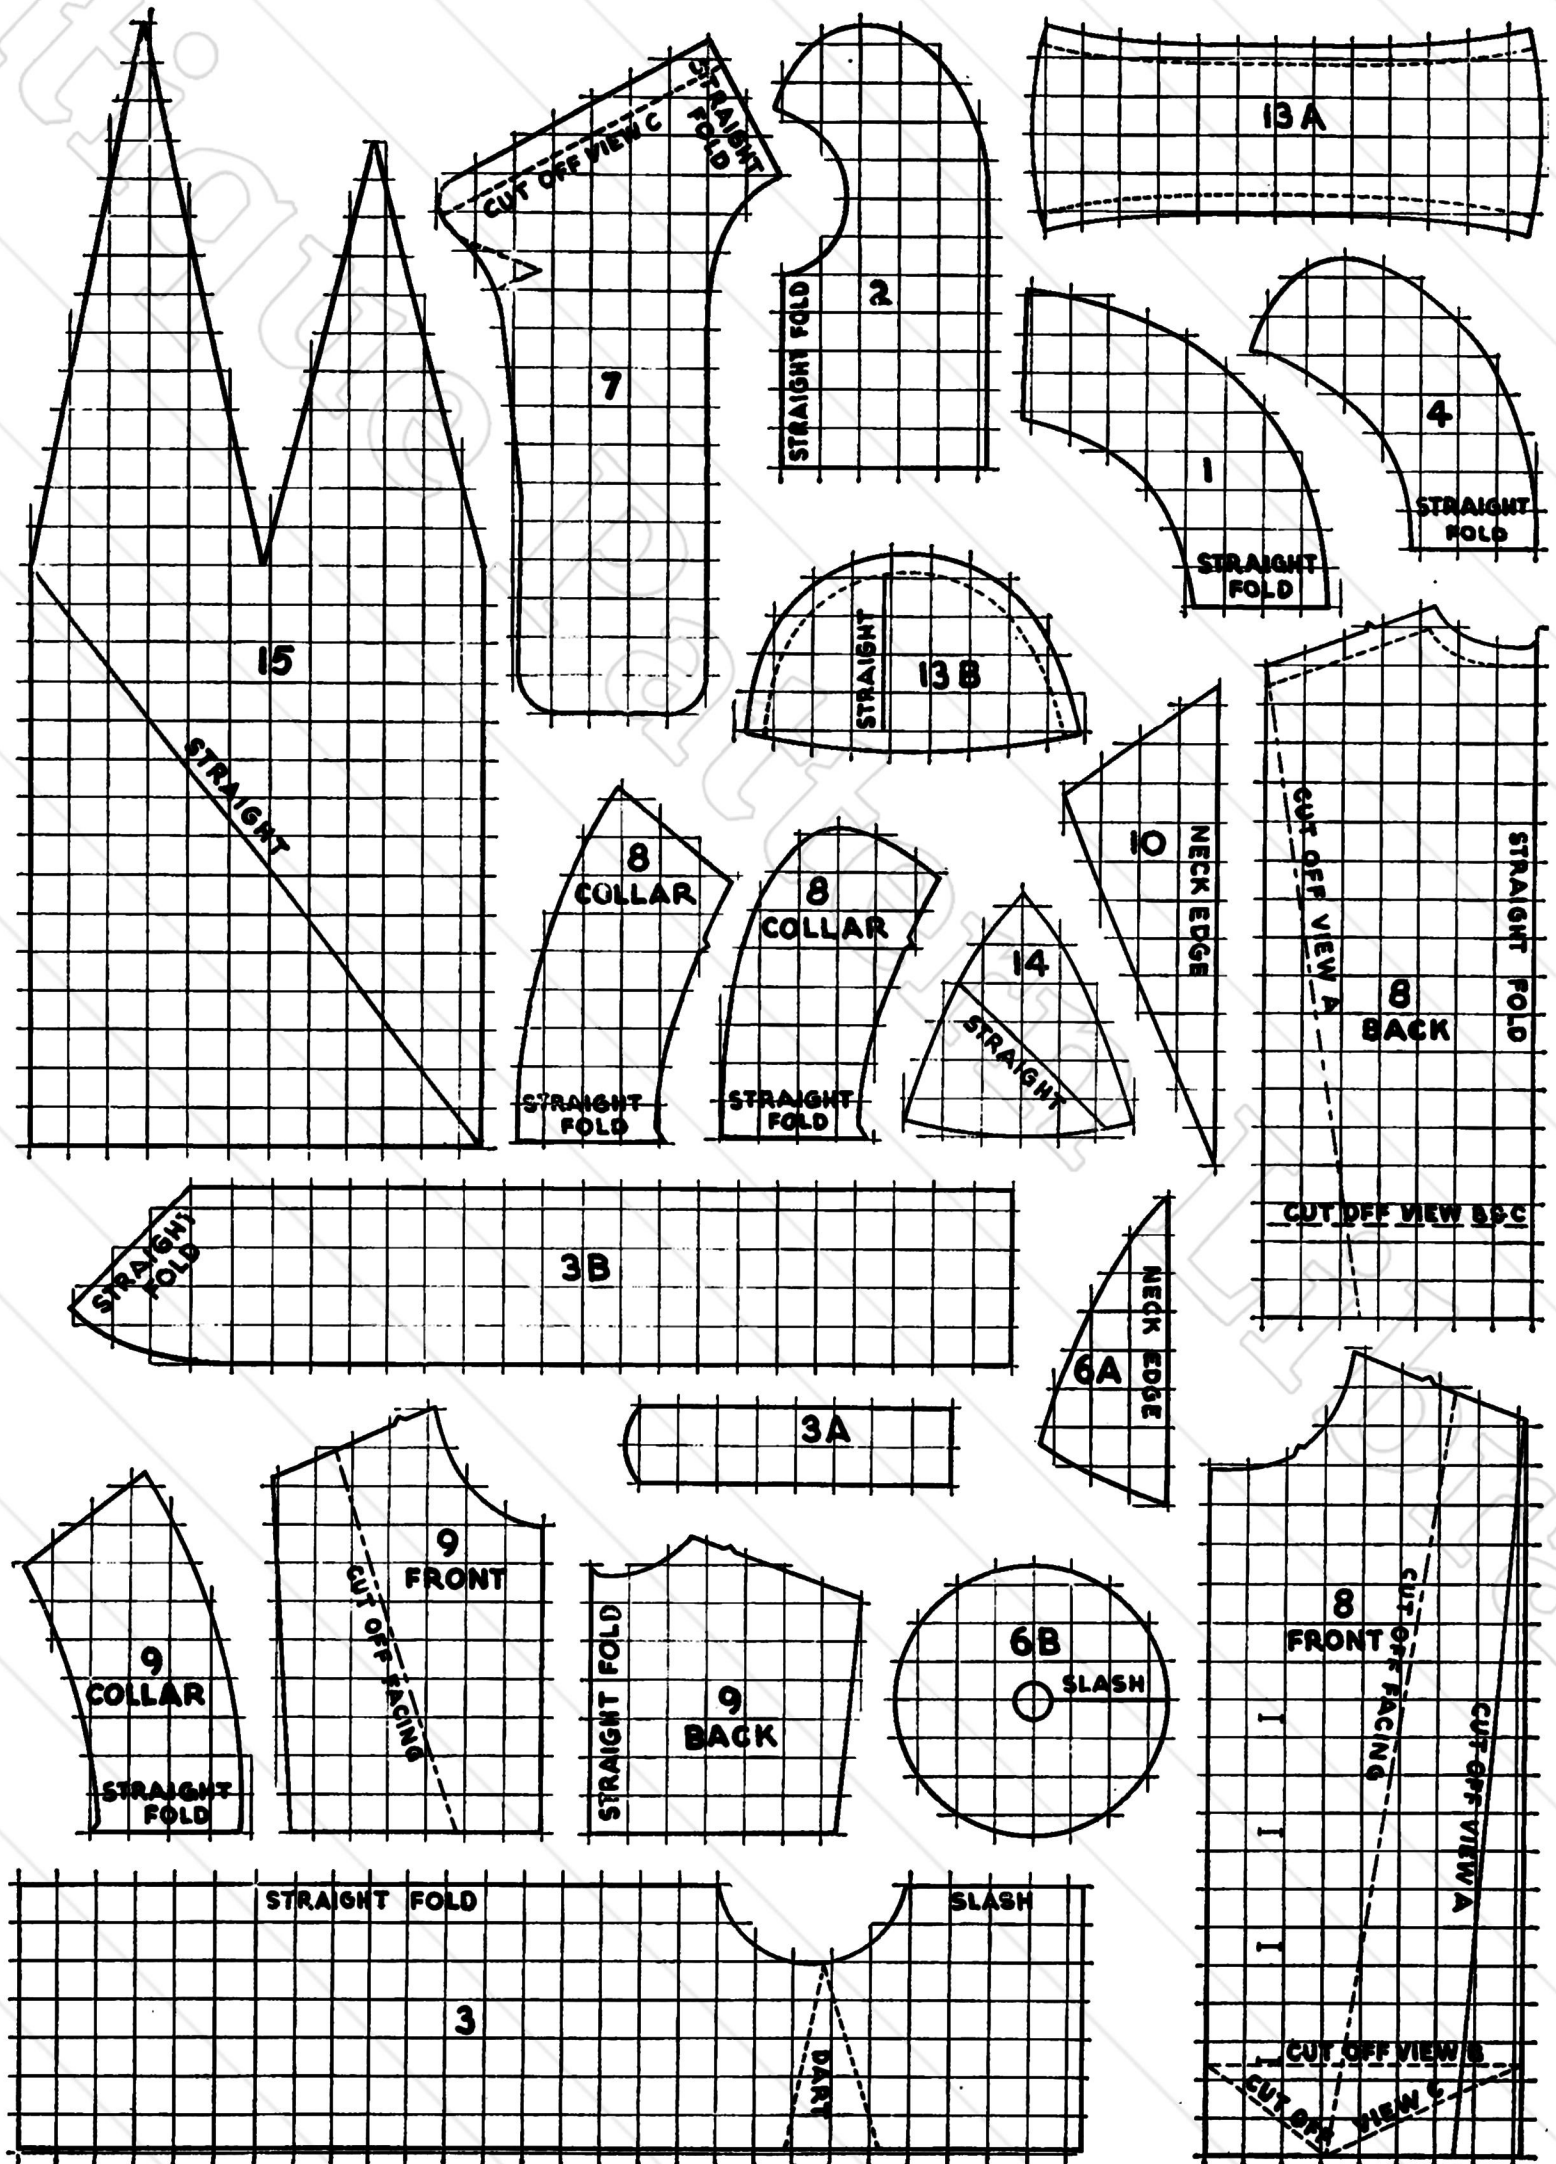 CUT OFF VIEW C
STRAIGHT
FOLD
7
STRAIGHT FOLD
2
13 A
1
STRAIGHT
FOLD
4
STRAIGHT
FOLD
15
STRAIGHT
STRAIGHT
13 B
8
COLLAR
STRAIGHT
FOLD
8
COLLAR
STRAIGHT
FOLD
14
STRAIGHT
10
NECK EDGE
CUT OFF VIEW A
8
BACK
STRAIGHT FOLD
CUT OFF VIEW B&C
STRAIGHT
FOLD
3B
6A
NECK EDGE
3A
9
COLLAR
STRAIGHT
FOLD
9
FRONT
CUT OFF FACING
STRAIGHT FOLD
9
BACK
6B
SLASH
8
FRONT
CUT OFF FACING
CUT OFF VIEW A
CUT OFF VIEW B
CUT OFF VIEW C
STRAIGHT FOLD
SLASH
3
DART
antique pattern Library